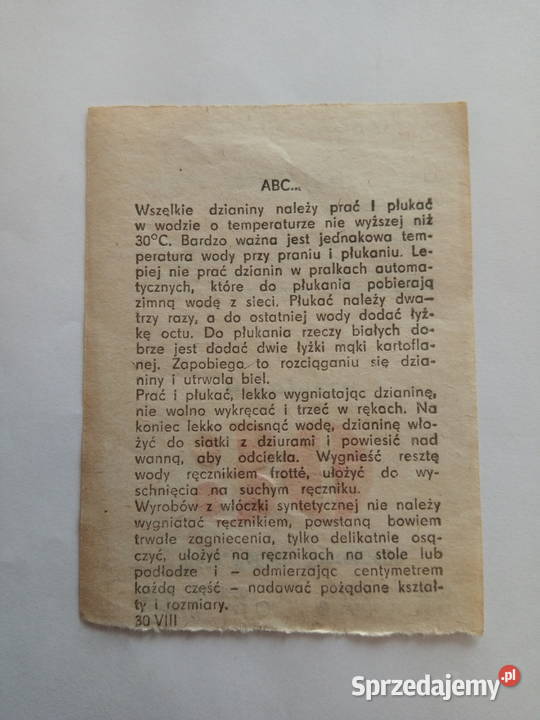 ABC...
Wszelkie dzianiny należy prać i płukać
w wodzie o temperaturze nie wyższej niż
30°C. Bardzo ważna jest jednakowa tem-
peratura wody przy praniu i płukaniu. Le-
piej nie prać dzianin w pralkach automa-
tycznych, które do płukania pobierają
zimną wodę z sieci. Płukać należy dwa-
trzy razy, a do ostatniej wody dodać łyż-
kę octu. Do płukania rzeczy białych do-
brze jest dodać dwie łyżki mąki kartofla-
nej. Zapobiega to rozciąganiu się dzia-
niny i utrwala biel.
Prać i płukać, lekko wygniatając dzianinę,
nie wolno wykręcać i trzeć w rękach. Na
koniec lekko odcisnąć wodę, dzianinę wło-
żyć do siatki z dziurami i powiesić nad
wanną, aby odciekła. Wygnieść resztę
wody ręcznikiem frotté, ułożyć do wy-
schnięcia na suchym ręczniku.
Wyrobów z włóczki syntetycznej nie należy
wygniatać ręcznikiem, powstaną bowiem
trwałe zagniecenia, tylko delikatnie osą-
czyć, ułożyć na ręcznikach na stole lub
podłodze i – odmierzając centymetrem
każdą część – nadawać pożądane kształ-
ty i rozmiary.
30 VIII
Sprzedajemy.pl